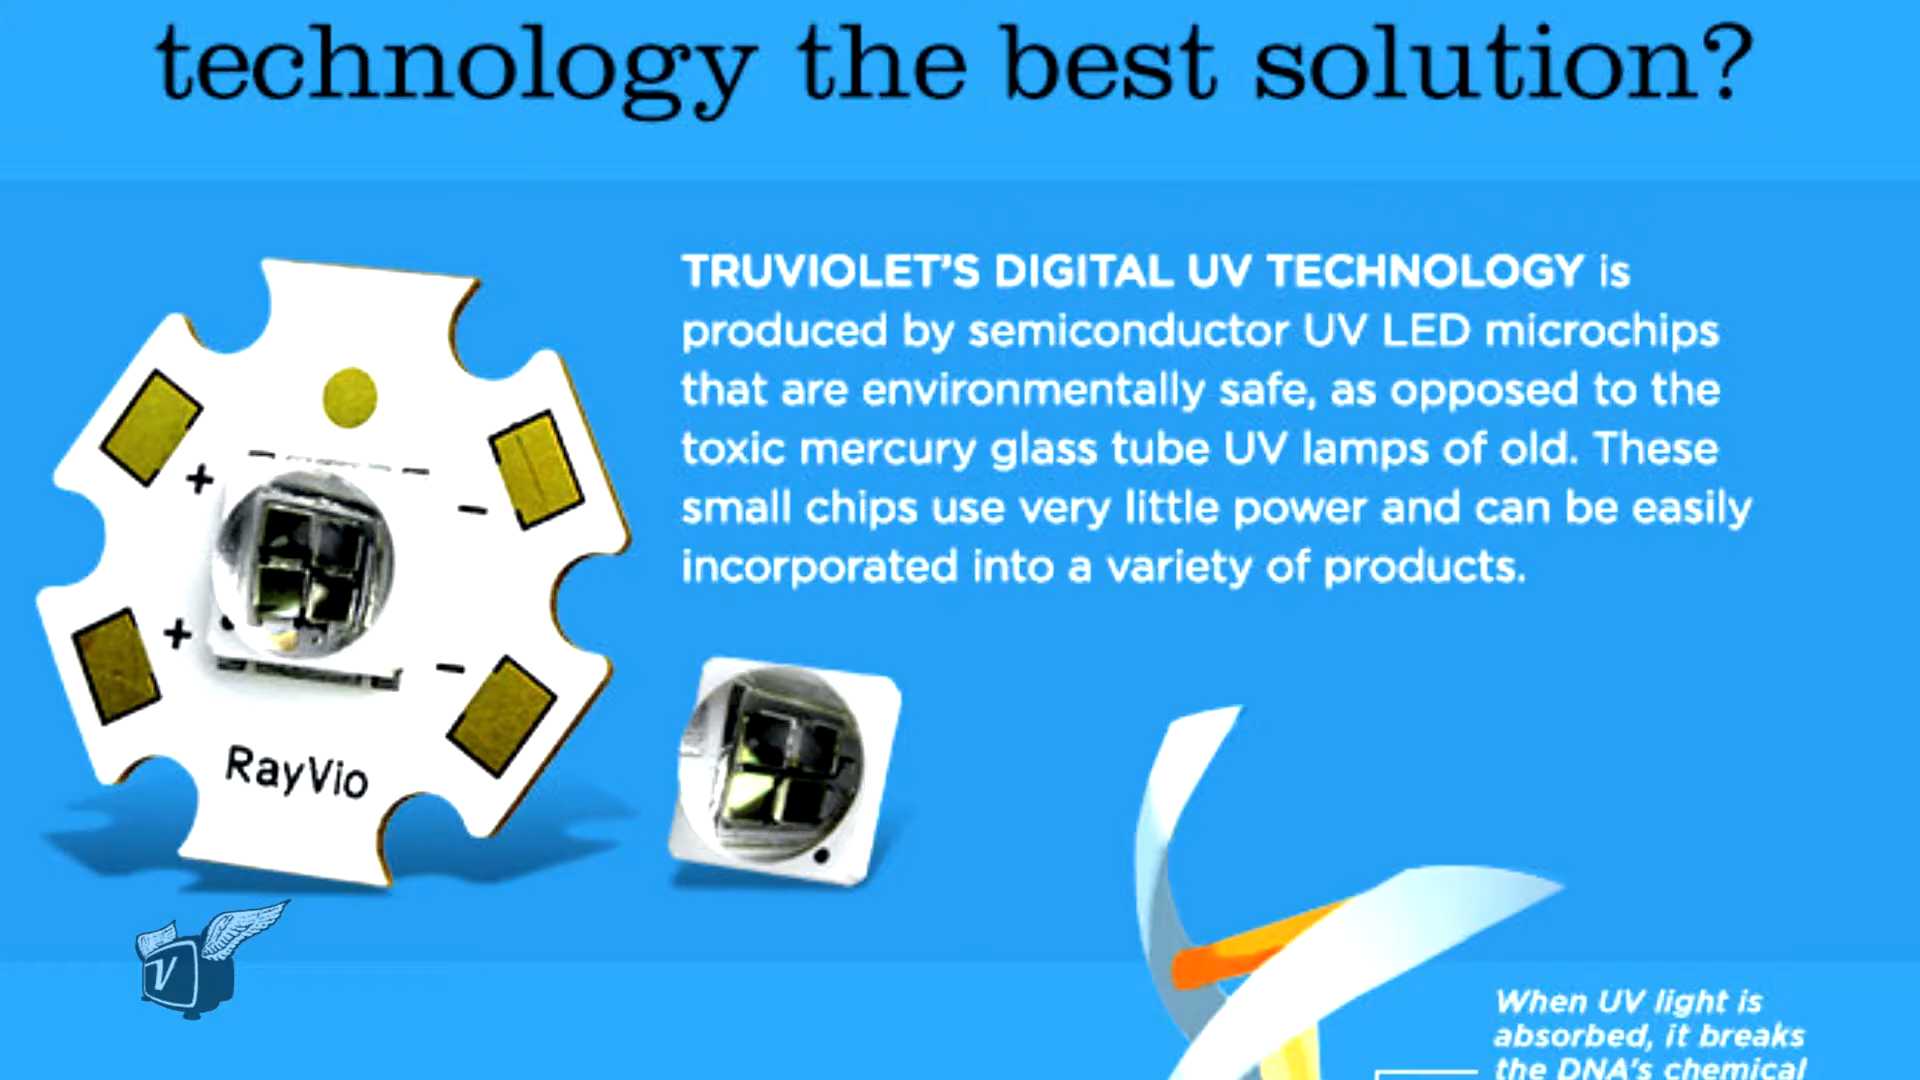 technology the best solution?
TRUVIOLET'S DIGITAL UV TECHNOLOGY is
produced by semiconductor UV LED microchips
that are environmentally safe, as opposed to the
toxic mercury glass tube UV lamps of old. These
small chips use very little power and can be easily
incorporated into a variety of products.
+
-
+
-
RayVio
V
When UV light is
absorbed, it breaks
the DNA's chemical